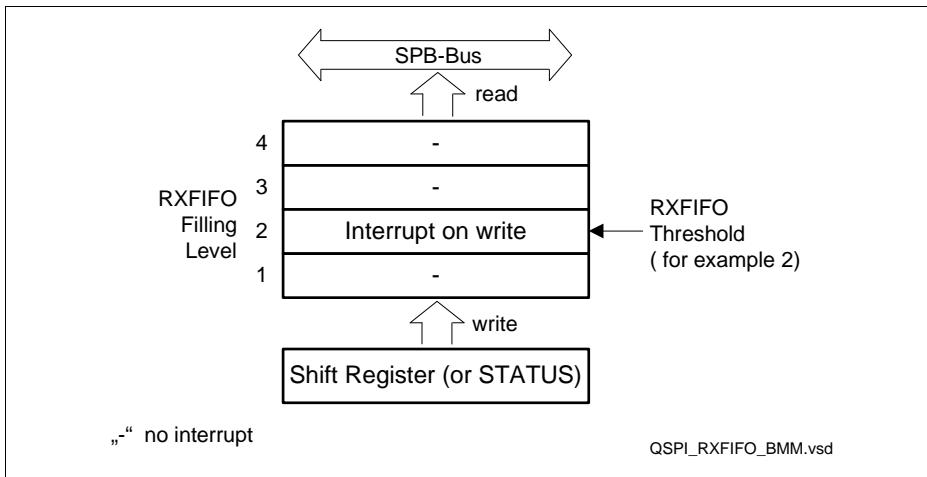 SPB-Bus
read
4
-
3
-
RXFIFO
Filling
Level
2
Interrupt on write
RXFIFO
Threshold
( for example 2)
1
-
write
Shift Register (or STATUS)
„-“ no interrupt
QSPI_RXFIFO_BMM.vsd